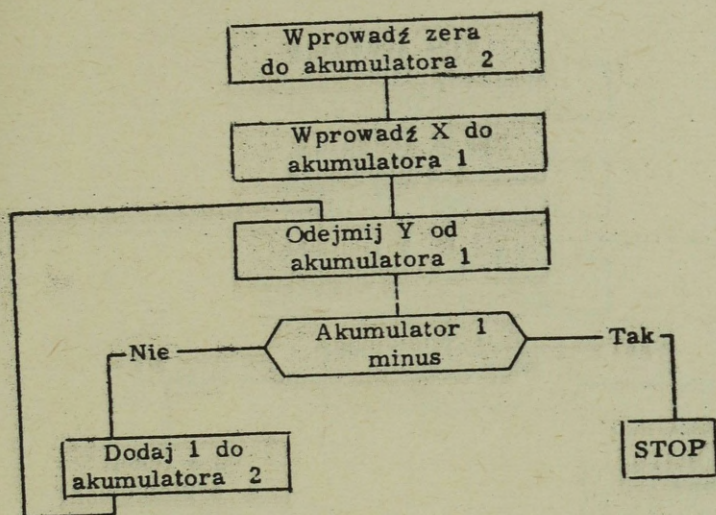 Wprowadź zera
do akumulatora 2
Wprowadź X do
akumulatora 1
Odejmij Y od
akumulatora 1
Akumulator 1
minus
Nie
Tak
Dodaj 1 do
akumulatora 2
STOP